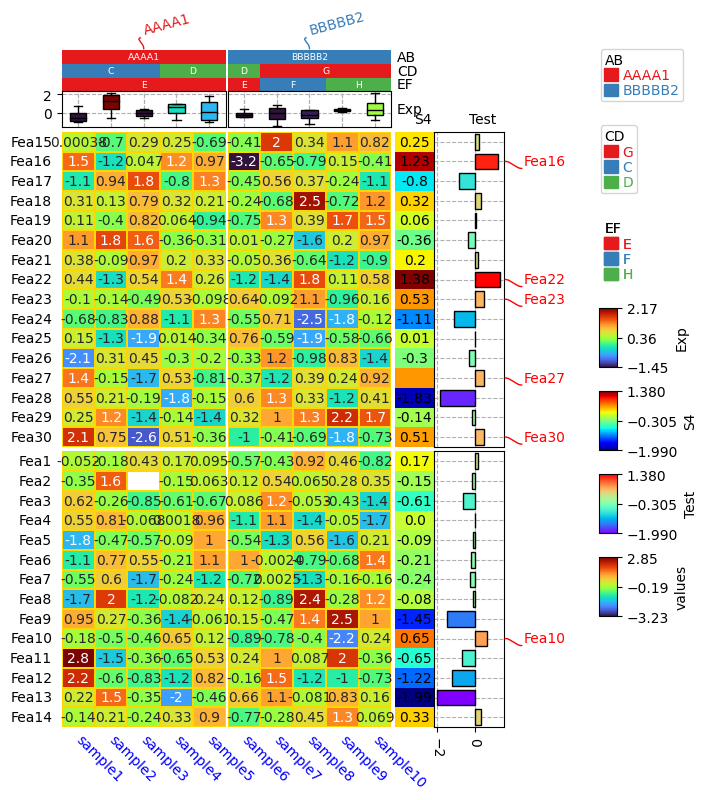 AAAA1 BBBBB2
AAAA1 BBBBB2 AB
C D D G CD
E E F H EF
2
0 Exp S4 Test
Fea15 0.00038 -0.7 0.29 0.25 -0.69 -0.41 2 0.34 1.1 0.82 0.25
Fea16 1.5 -1.2 0.047 1.2 0.97 -3.2 -0.65 -0.79 0.15 -0.41 1.23 Fea16
Fea17 -1.1 0.94 1.8 -0.8 1.3 -0.45 0.56 0.37 -0.24 -1.1 -0.8
Fea18 0.31 0.13 0.79 0.32 0.21 -0.24 -0.68 2.5 -0.72 1.2 0.32
Fea19 0.11 -0.4 0.82 0.064 -0.94 -0.75 1.3 0.39 1.7 1.5 0.06
Fea20 1.1 1.8 1.6 -0.36 -0.31 0.01 -0.27 -1.6 0.2 0.97 -0.36
Fea21 0.38 -0.09 0.97 0.2 0.33 -0.05 0.36 -0.64 -1.2 -0.9 0.2
Fea22 0.44 -1.3 0.54 1.4 0.26 -1.2 -1.4 1.8 0.11 0.58 1.38 Fea22
Fea23 -0.1 -0.14 -0.49 0.53 -0.098 0.64 0.092 1.1 -0.96 0.16 0.53 Fea23
Fea24 -0.68 -0.83 0.88 -1.1 1.3 -0.55 0.71 -2.5 -1.8 -0.12 -1.11
Fea25 0.15 -1.3 -1.9 0.014 -0.34 0.76 -0.59 -1.9 -0.58 -0.66 0.01
Fea26 -2.1 0.31 0.45 -0.3 -0.2 -0.33 1.2 -0.98 0.83 -1.4 -0.3
Fea27 1.4 -0.15 -1.7 0.53 -0.81 -0.37 -1.2 0.39 0.24 0.92 Fea27
Fea28 0.55 0.21 -0.19 -1.8 -0.15 0.6 1.3 0.33 -1.2 0.41 -1.83
Fea29 0.25 1.2 -1.4 -0.14 -1.4 0.32 1 1.3 2.2 1.7 -0.14
Fea30 2.1 0.75 -2.6 0.51 -0.36 -1 -0.41 -0.69 -1.8 -0.73 0.51 Fea30
Fea1 -0.052 0.18 0.43 0.17 0.095 -0.57 -0.43 0.92 0.46 -0.82 0.17
Fea2 -0.35 1.6 -0.15 0.063 0.12 0.54 0.065 0.28 0.35 -0.15
Fea3 0.62 -0.26 -0.85 -0.61 -0.67 0.086 1.2 -0.053 -0.43 -1.4 -0.61
Fea4 0.55 0.81 -0.068 0.0018 0.96 -1.1 1.1 -1.4 -0.05 -1.7 0.0
Fea5 -1.8 -0.47 -0.57 -0.09 1 -0.54 -1.3 0.56 -1.6 0.21 -0.09
Fea6 -1.1 0.77 0.55 -0.21 1.1 1 -0.0024 -0.79 -0.68 1.4 -0.21
Fea7 -0.55 0.6 -1.7 -0.24 -1.2 -0.72 0.0025 -1.3 -0.16 -0.16 -0.24
Fea8 -1.7 2 -1.2 -0.082 0.24 0.12 -0.89 2.4 -0.28 1.2 -0.08
Fea9 0.95 0.27 -0.36 -1.4 -0.061 0.15 -0.47 1.4 2.5 1 -1.45
Fea10 -0.18 -0.5 -0.46 0.65 0.12 -0.89 -0.78 -0.4 -2.2 0.24 0.65 Fea10
Fea11 2.8 -1.5 -0.36 -0.65 0.53 0.24 1 0.087 2 -0.36 -0.65
Fea12 2.2 -0.6 -0.83 -1.2 0.82 -0.16 1.5 -1.2 -1 -0.73 -1.22
Fea13 0.22 1.5 -0.35 -2 -0.46 0.66 1.1 -0.081 0.83 0.16 -1.99
Fea14 -0.14 0.21 -0.24 0.33 0.9 -0.77 -0.28 0.45 1.3 0.069 0.33
sample1 sample2 sample3 sample4 sample5 sample6 sample7 sample8 sample9 sample10
−2 0
AB
AAAA1
BBBBB2
CD
G
C
D
EF
E
F
H
2.17
0.36
−1.45
Exp
1.380
−0.305
−1.990
S4
1.380
−0.305
−1.990
Test
2.85
−0.19
−3.23
values